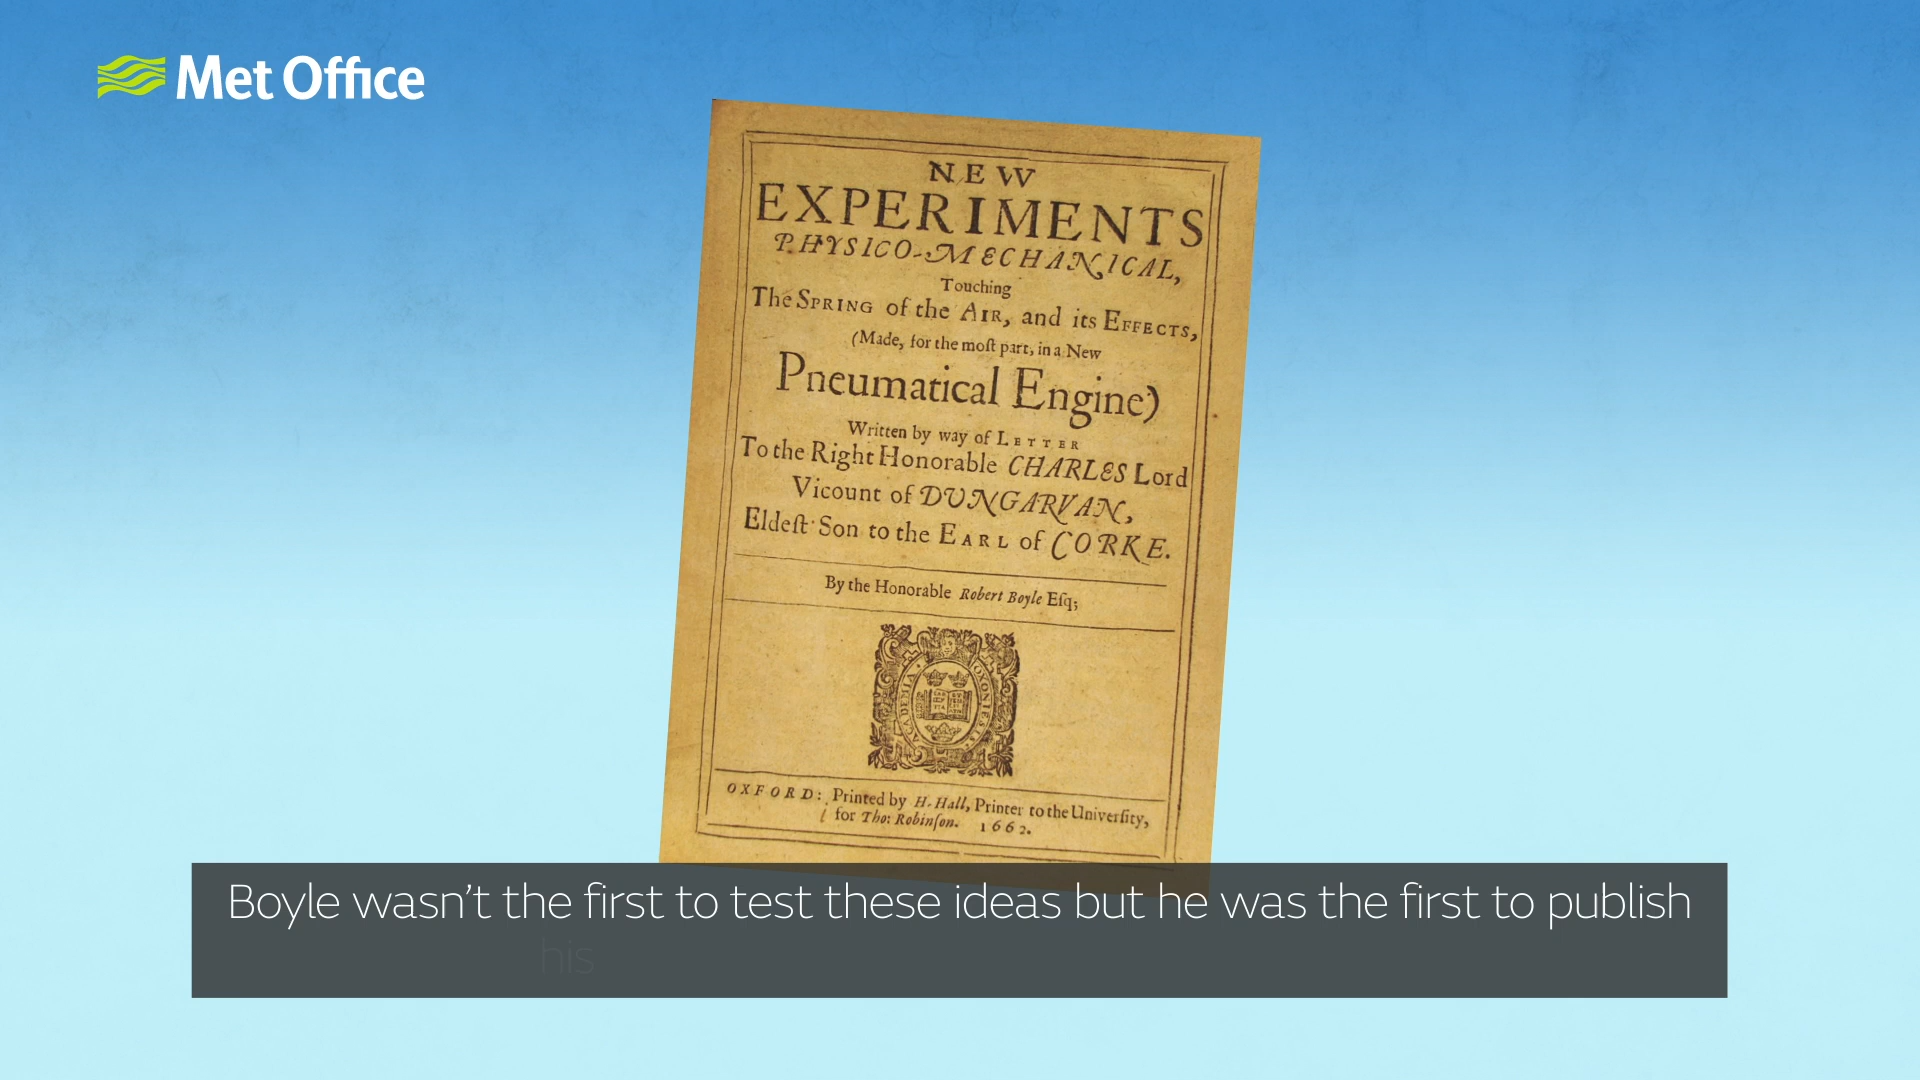 Met Office
NEW
EXPERIMENTS
PHYSICO-MECHANICAL,
Touching
The SPRING of the AIR, and its EFFECTS,
(Made, for the moſt part, in a New
Pneumatical Engine)
Written by way of LETTER
To the Right Honorable CHARLES Lord
Vicount of DUNGARVAN,
Eldeſt Son to the EARL of CORKE.
By the Honorable Robert Boyle Eſq;
ACADEMIA OXONIENSIS
OXFORD: Printed by H. Hall, Printer to the Univerſity,
for Tho: Robinſon. 1662.
Boyle wasn’t the first to test these ideas but he was the first to publish
his